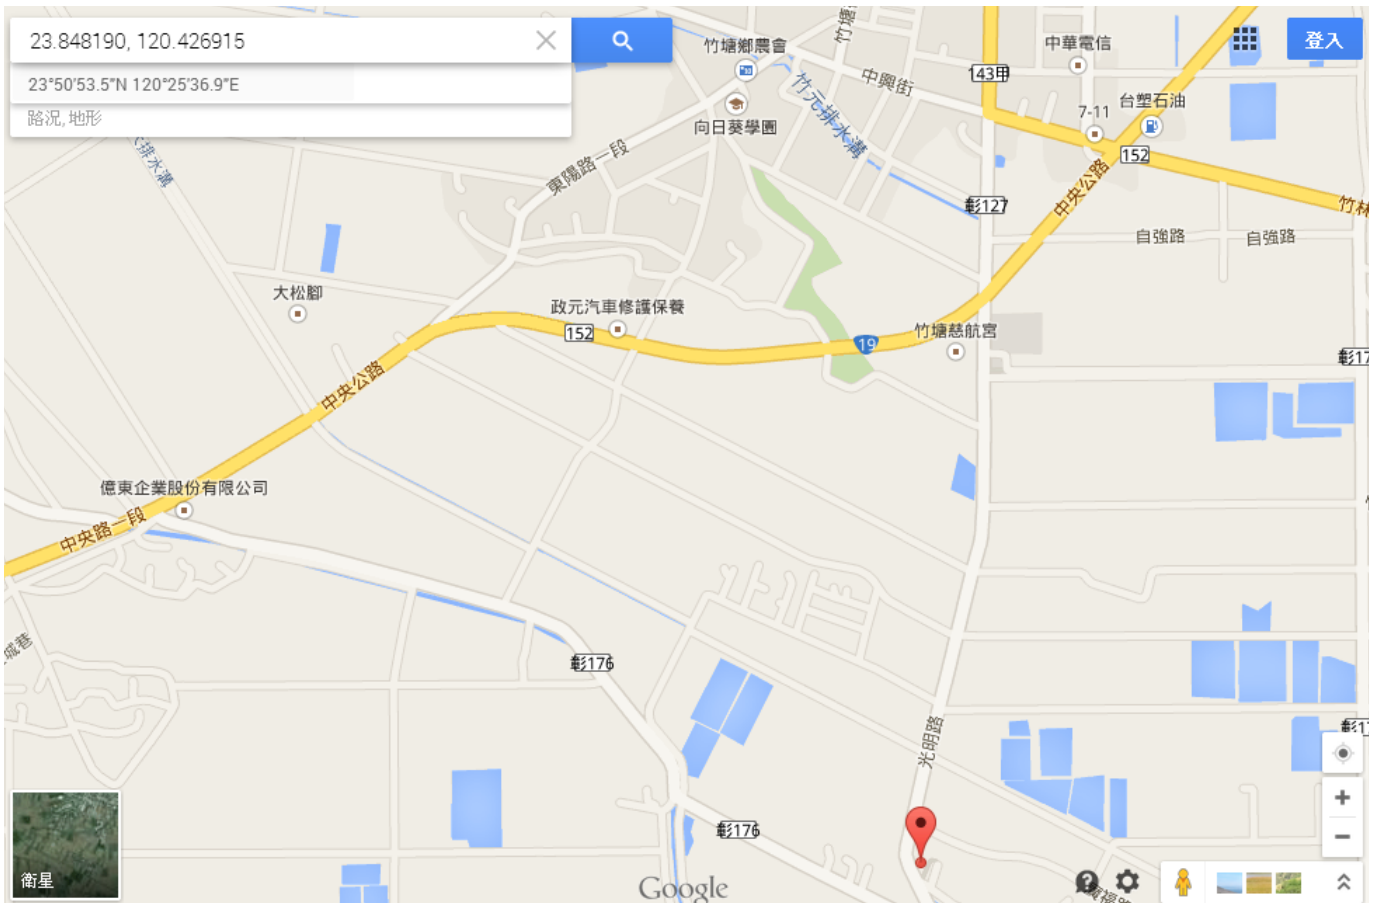 23.848190, 120.426915
23°50'53.5"N 120°25'36.9"E
路況, 地形
登入
竹塘鄉農會
中興街
143甲
中華電信
7-11
台塑石油
向日葵學園
竹元排水溝
152
東陽路一段
中央公路
彰127
竹林
自強路
自強路
排水溝
大松腳
政元汽車修護保養
152
19
竹塘慈航宮
中央公路
億東企業股份有限公司
中央路一段
彰176
光明路
彰176
衛星
Google